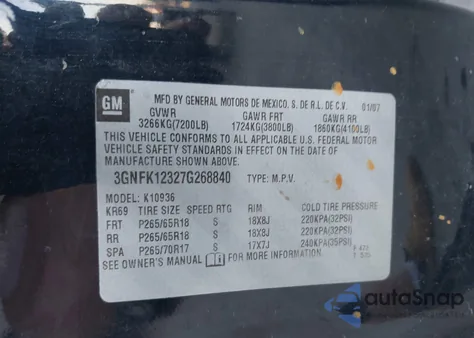 GM
MFD BY GENERAL MOTORS DE MEXICO. S. DE R.L. DE C.V. 01/07
GVWR GAWR FRT GAWR RR
3266KG(7200LB) 1724KG(3800LB) 1860KG(4100LB)
THIS VEHICLE CONFORMS TO ALL APPLICABLE U.S. FEDERAL MOTOR
VEHICLE SAFETY STANDARDS IN EFFECT ON THE DATE OF
MANUFACTURE SHOWN ABOVE.
3GNFK12327G268840 TYPE: M.P.V.
MODEL: K10936
KR69 TIRE SIZE SPEED RTG RIM COLD TIRE PRESSURE
FRT P265/65R18 S 18X8J 220KPA(32PSI)
RR P265/65R18 S 18X8J 220KPA(32PSI)
SPA P265/70R17 S 17X7J 240KPA(35PSI)
SEE OWNER'S MANUAL FOR MORE INFORMATION
autoSnap